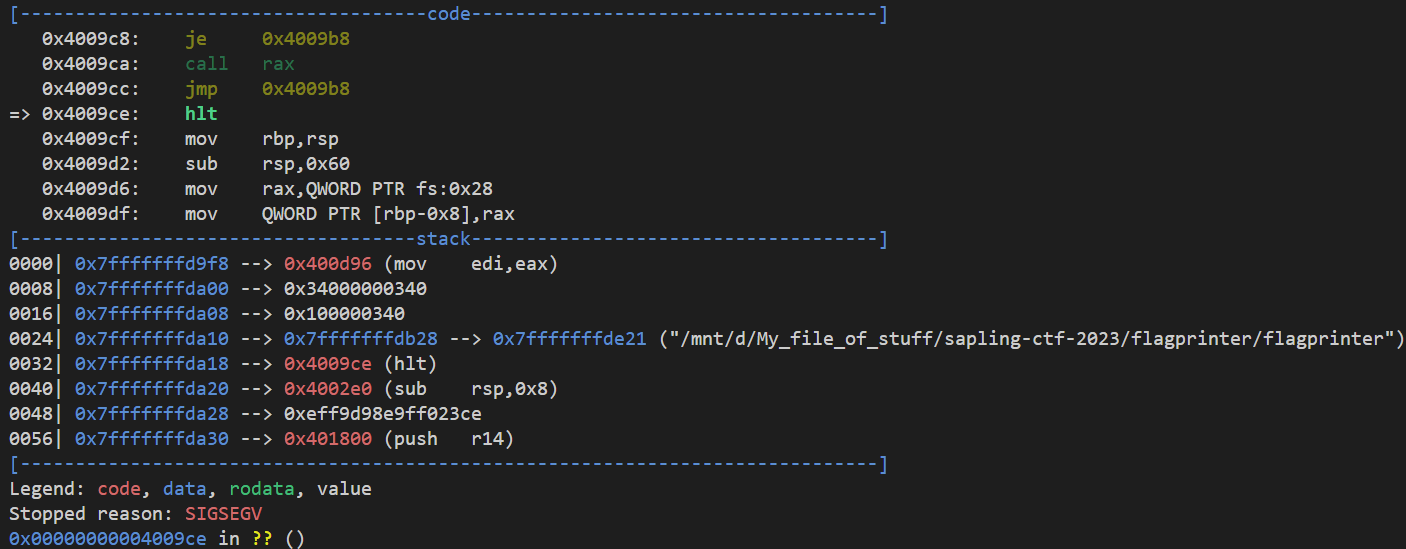 [-------------------------------------code-------------------------------------]
   0x4009c8:	je     0x4009b8
   0x4009ca:	call   rax
   0x4009cc:	jmp    0x4009b8
=> 0x4009ce:	hlt
   0x4009cf:	mov    rbp,rsp
   0x4009d2:	sub    rsp,0x60
   0x4009d6:	mov    rax,QWORD PTR fs:0x28
   0x4009df:	mov    QWORD PTR [rbp-0x8],rax
[------------------------------------stack-------------------------------------]
0000| 0x7fffffffd9f8 --> 0x400d96 (mov    edi,eax)
0008| 0x7fffffffda00 --> 0x34000000340
0016| 0x7fffffffda08 --> 0x100000340
0024| 0x7fffffffda10 --> 0x7fffffffdb28 --> 0x7fffffffde21 ("/mnt/d/My_file_of_stuff/sapling-ctf-2023/flagprinter/flagprinter")
0032| 0x7fffffffda18 --> 0x4009ce (hlt)
0040| 0x7fffffffda20 --> 0x4002e0 (sub    rsp,0x8)
0048| 0x7fffffffda28 --> 0xeff9d98e9ff023ce
0056| 0x7fffffffda30 --> 0x401800 (push   r14)
[------------------------------------------------------------------------------]
Legend: code, data, rodata, value
Stopped reason: SIGSEGV
0x00000000004009ce in ?? ()